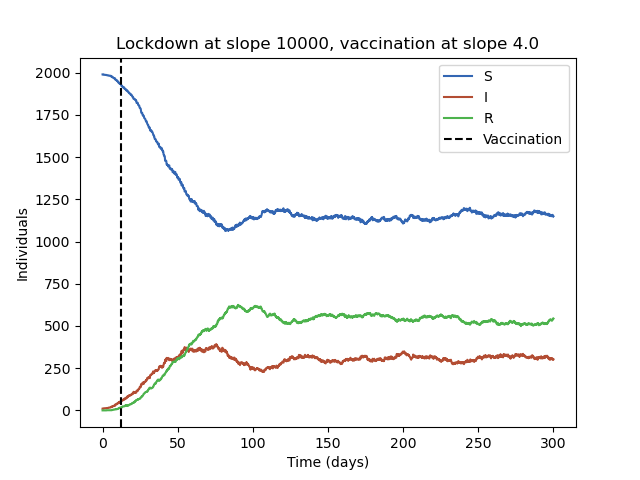 Lockdown at slope 10000, vaccination at slope 4.0
S
I
R
Vaccination
Individuals
2000
1750
1500
1250
1000
750
500
250
0
0 50 100 150 200 250 300
Time (days)